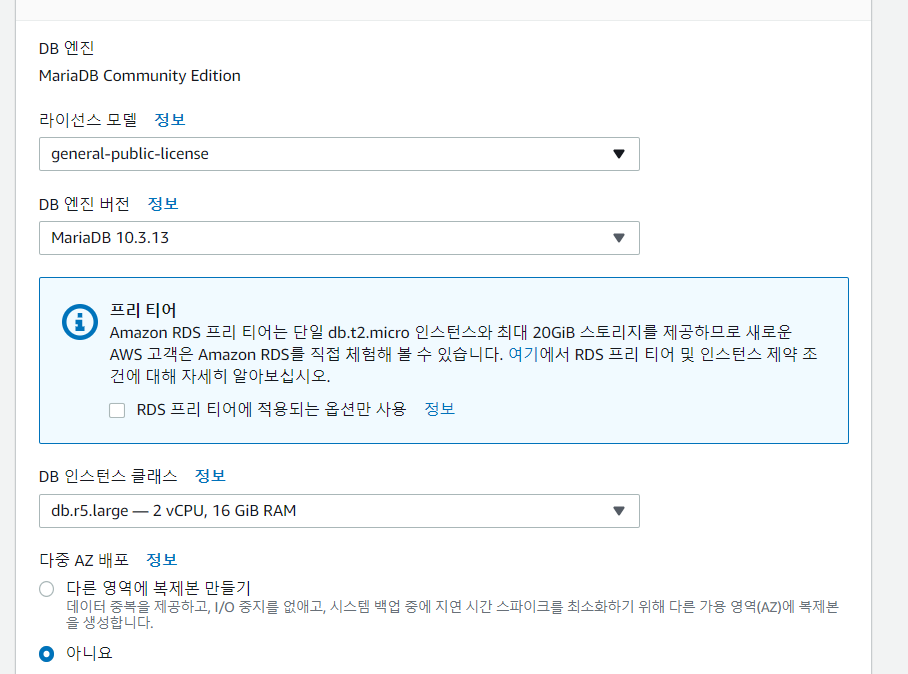 DB 엔진
MariaDB Community Edition
라이선스 모델 정보
general-public-license
DB 엔진 버전 정보
MariaDB 10.3.13
프리 티어
Amazon RDS 프리 티어는 단일 db.t2.micro 인스턴스와 최대 20GiB 스토리지를 제공하므로 새로운
AWS 고객은 Amazon RDS를 직접 체험해 볼 수 있습니다. 여기에서 RDS 프리 티어 및 인스턴스 제약 조
건에 대해 자세히 알아보십시오.
RDS 프리 티어에 적용되는 옵션만 사용 정보
DB 인스턴스 클래스 정보
db.r5.large — 2 vCPU, 16 GiB RAM
다중 AZ 배포 정보
다른 영역에 복제본 만들기
데이터 중복을 제공하고, I/O 중지를 없애고, 시스템 백업 중에 지연 시간 스파이크를 최소화하기 위해 다른 가용 영역(AZ)에 복제본
을 생성합니다.
아니요